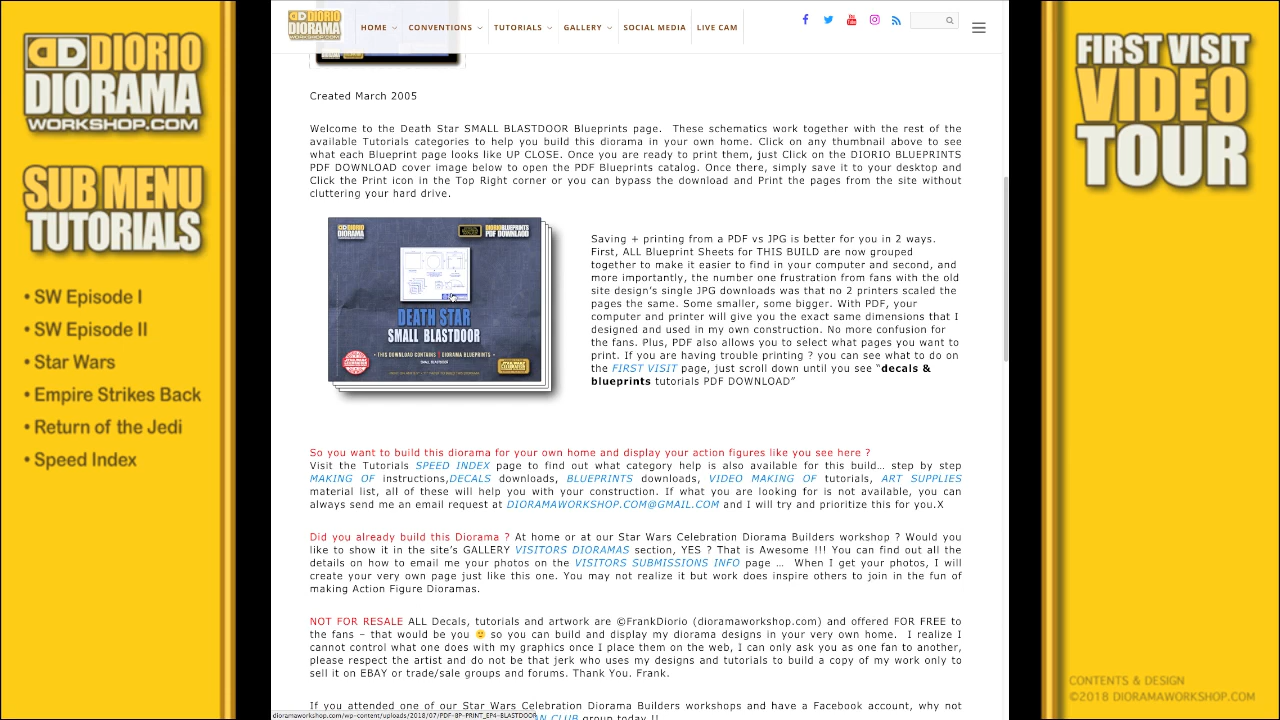 DD DIORIO
DIORAMA
WORKSHOP.COM
SUB MENU
TUTORIALS
• SW Episode I
• SW Episode II
• Star Wars
• Empire Strikes Back
• Return of the Jedi
• Speed Index
DD DIORIO
DIORAMA
HOME
CONVENTIONS
TUTORIALS
GALLERY
SOCIAL MEDIA
LIVE CAM
Created March 2005
Welcome to the Death Star SMALL BLASTDOOR Blueprints page. These schematics work together with the rest of the
available Tutorials categories to help you build this diorama in your own home. Click on any thumbnail above to see
what each Blueprint page looks like UP CLOSE. Once you are ready to print them, just Click on the DIORIO BLUEPRINTS
PDF DOWNLOAD cover image below to open the PDF Blueprints catalog. Once there, simply save it to your desktop and
Click the Print icon in the Top Right corner or you can bypass the download and Print the pages from the site without
cluttering your hard drive.
DD DIORIO
DIORAMA
DIORIO BLUEPRINTS
PDF DOWNLOAD
DEATH STAR
SMALL BLASTDOOR
• THIS DOWNLOAD CONTAINS 1 DIORAMA BLUEPRINTS •
SMALL BLASTDOOR
Saving + printing from a PDF vs JPG is better for you in 2 ways.
First, ALL Blueprint Sheets for THIS BUILD are now grouped
together to make it easier to find in your computer and second, and
more importantly, the number one frustration from fans with the old
site design's single JPG downloads was that no 2 printers scaled the
pages the same. Some smaller, some bigger. With PDF, your
computer and printer will give you the exact same dimensions that I
designed and used in my own construction. No more confusion for
the fans. Plus, PDF also allows you to select what pages you want to
print. If you are having trouble printing ? you can see what to do on
the FIRST VISIT page, just scroll down until you see “decals &
blueprints tutorials PDF DOWNLOAD”
So you want to build this diorama for your own home and display your action figures like you see here ?
Visit the Tutorials SPEED INDEX page to find out what category help is also available for this build… step by step
MAKING OF instructions,DECALS downloads, BLUEPRINTS downloads, VIDEO MAKING OF tutorials, ART SUPPLIES
material list, all of these will help you with your construction. If what you are looking for is not available, you can
always send me an email request at DIORAMAWORKSHOP.COM@GMAIL.COM and I will try and prioritize this for you.X
Did you already build this Diorama ? At home or at our Star Wars Celebration Diorama Builders workshop ? Would you
like to show it in the site's GALLERY VISITORS DIORAMAS section, YES ? That is Awesome !!! You can find out all the
details on how to email me your photos on the VISITORS SUBMISSIONS INFO page … When I get your photos, I will
create your very own page just like this one. You may not realize it but work does inspire others to join in the fun of
making Action Figure Dioramas.
NOT FOR RESALE ALL Decals, tutorials and artwork are ©FrankDiorio (dioramaworkshop.com) and offered FOR FREE to
the fans – that would be you 🙂 so you can build and display my diorama designs in your very own home. I realize I
cannot control what one does with my graphics once I place them on the web, I can only ask you as one fan to another,
please respect the artist and do not be that jerk who uses my designs and tutorials to build a copy of my work only to
sell it on EBAY or trade/sale groups and forums. Thank You. Frank.
If you attended one of our Star Wars Celebration Diorama Builders workshops and have a Facebook account, why not
AN CLUB group today !!
dioramaworkshop.com/wp-content/uploads/2018/07/PDF-BP-PRINT_EP4-BLASTDOOR
FIRST VISIT
VIDEO
TOUR
CONTENTS & DESIGN
©2018 DIORAMAWORKSHOP.COM